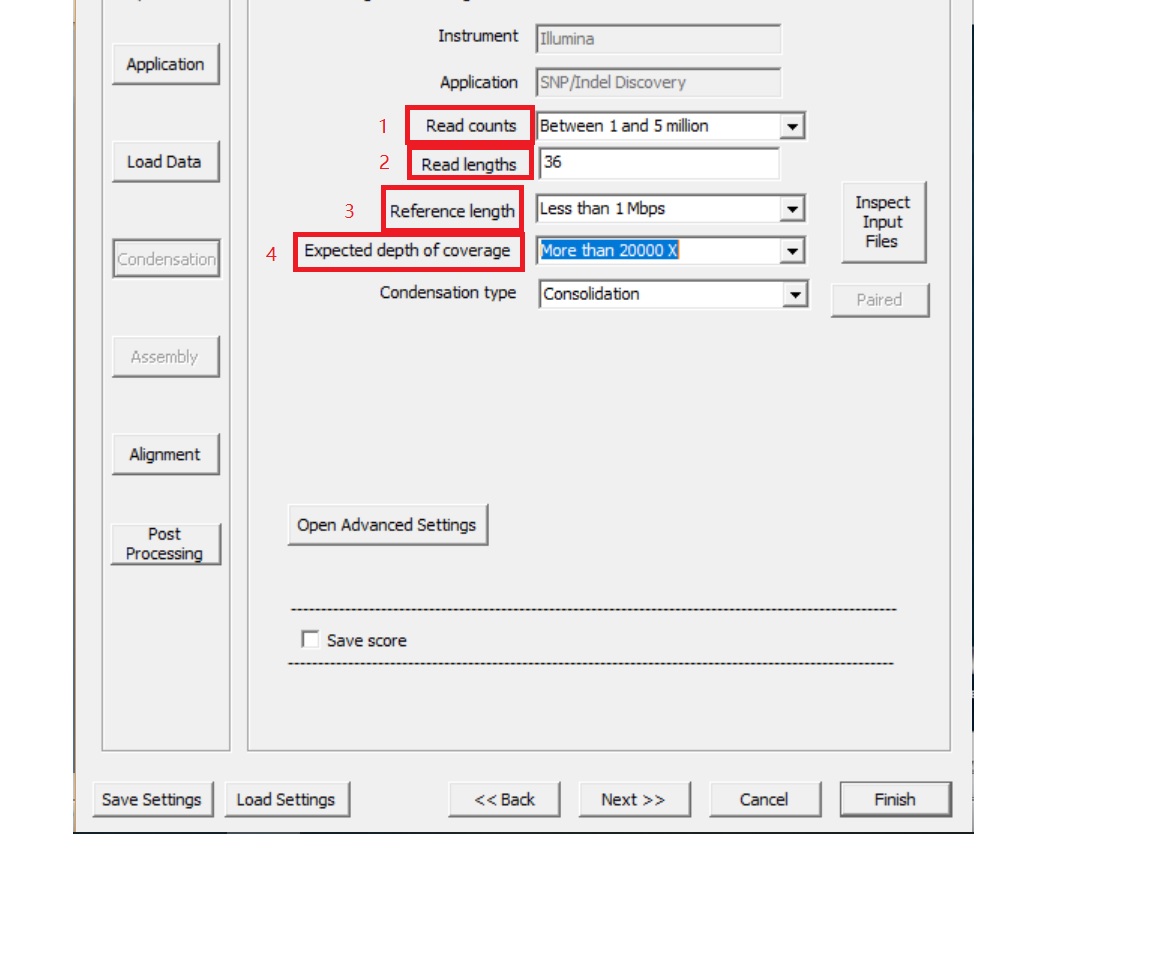 Instrument Illumina
Application
Application SNP/Indel Discovery
1 Read counts Between 1 and 5 million
Load Data
2 Read lengths 36
3 Reference length Less than 1 Mbps
Inspect
Input
Files
4 Expected depth of coverage More than 20000 X
Condensation
Condensation type Consolidation
Paired
Assembly
Alignment
Open Advanced Settings
Post
Processing
Save score
Save Settings Load Settings << Back Next >> Cancel Finish